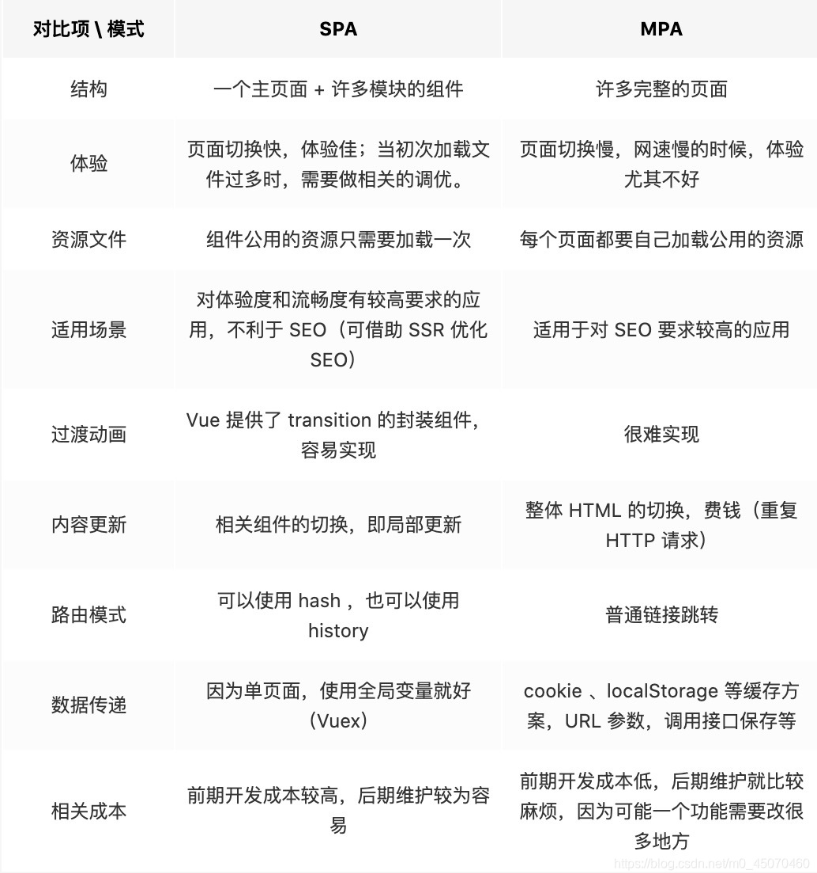 对比项 \ 模式
SPA
MPA
结构
一个主页面 + 许多模块的组件
许多完整的页面
体验
页面切换快，体验佳；当初次加载文
件过多时，需要做相关的调优。
页面切换慢，网速慢的时候，体验
尤其不好
资源文件
组件公用的资源只需要加载一次
每个页面都要自己加载公用的资源
适用场景
对体验度和流畅度有较高要求的应
用，不利于 SEO（可借助 SSR 优化
SEO）
适用于对 SEO 要求较高的应用
过渡动画
Vue 提供了 transition 的封装组件，
容易实现
很难实现
内容更新
相关组件的切换，即局部更新
整体 HTML 的切换，费钱（重复
HTTP 请求）
路由模式
可以使用 hash ，也可以使用
history
普通链接跳转
数据传递
因为单页面，使用全局变量就好
（Vuex）
cookie 、localStorage 等缓存方
案，URL 参数，调用接口保存等
相关成本
前期开发成本较高，后期维护较为容
易
前期开发成本低，后期维护就比较
麻烦，因为可能一个功能需要改很
多地方
https://blog.csdn.net/m0_45070460